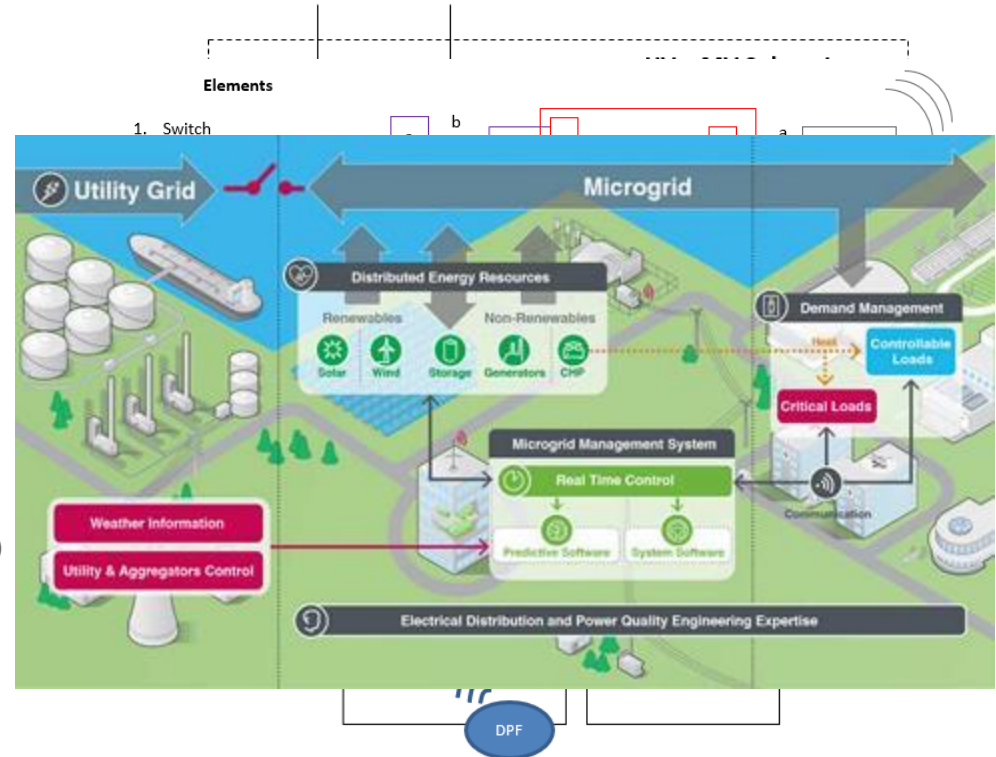 Elements
b
1. Switch
a
Utility Grid
Microgrid
Distributed Energy Resources
Renewables
Non-Renewables
Solar
Wind
Storage
Generators
CHP
Demand Management
Heat
Controllable
Loads
Critical Loads
Microgrid Management System
Real Time Control
Communication
Predictive Software
System Software
Weather Information
Utility & Aggregators Control
Electrical Distribution and Power Quality Engineering Expertise
DPF